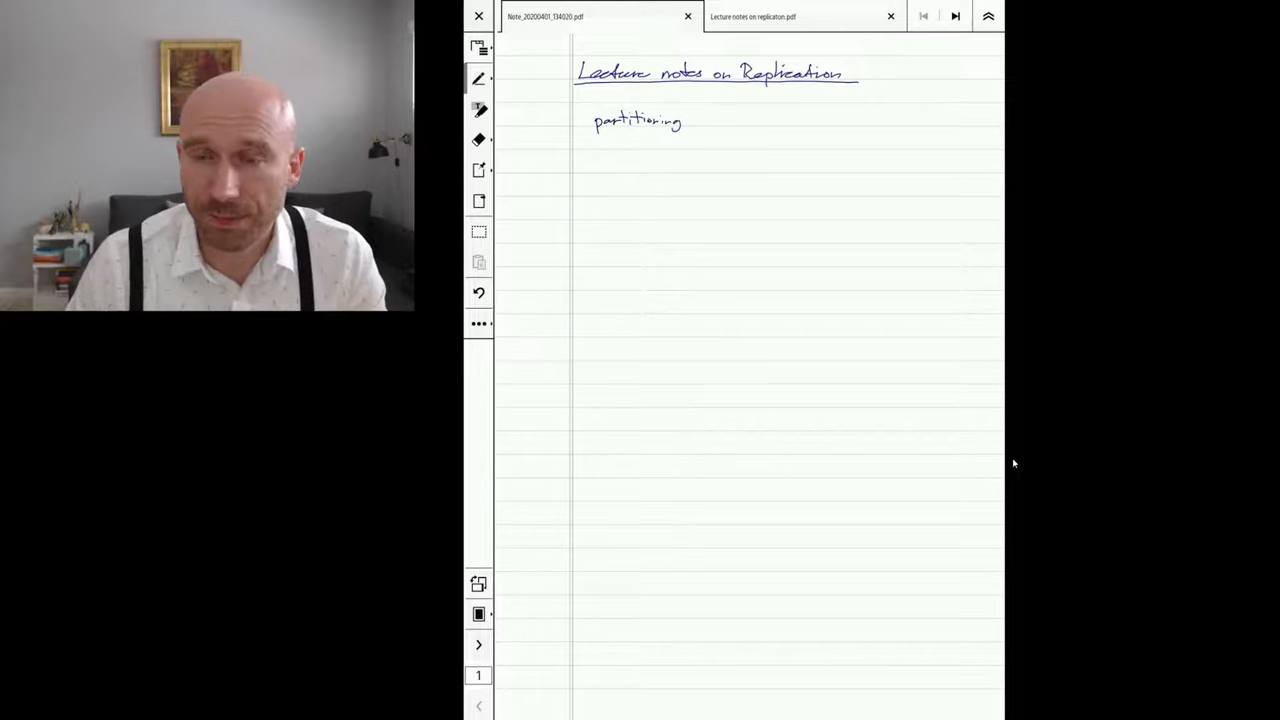 Note_20200401_134020.pdf
Lecture notes on replicaton.pdf
Lecture notes on Replication
partitioning
1